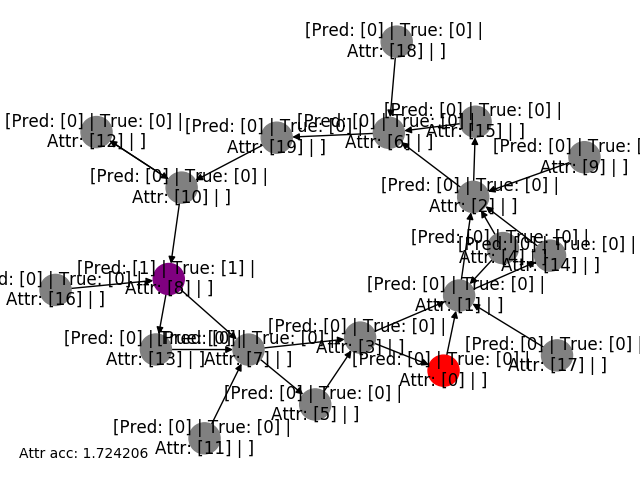 [Pred: [0] | True: [0] |
Attr: [18] | ]
[Pred: [0] | True: [0] |
Attr: [12] | ]
[Pred: [0] | True: [0] |
Attr: [19] | ]
[Pred: [0] | True: [0] |
Attr: [6] | ]
[Pred: [0] | True: [0] |
Attr: [15] | ]
[Pred: [0] | True: [0]
Attr: [9] | ]
[Pred: [0] | True: [0] |
Attr: [10] | ]
[Pred: [0] | True: [0] |
Attr: [2] | ]
[Pred: [0] | True: [0] |
Attr: [4] | ]
[Pred: [0] | True: [0] |
Attr: [14] | ]
[Pred: [1] | True: [1] |
Attr: [8] | ]
[0] | True: [0] |
Attr: [16] | ]
[Pred: [0] | True: [0] |
Attr: [1] | ]
[Pred: [0] | True: [0] |
Attr: [3] | ]
[Pred: [0] |
Attr: [13] | ]
[Pred: [0] | True: [0] |
Attr: [7] | ]
[Pred: [0] | True: [0] |
Attr: [17] | ]
[Pred: [0] | True: [0] |
Attr: [0] | ]
[Pred: [0] | True: [0] |
Attr: [5] | ]
[Pred: [0] | True: [0] |
Attr: [11] | ]
Attr acc: 1.724206